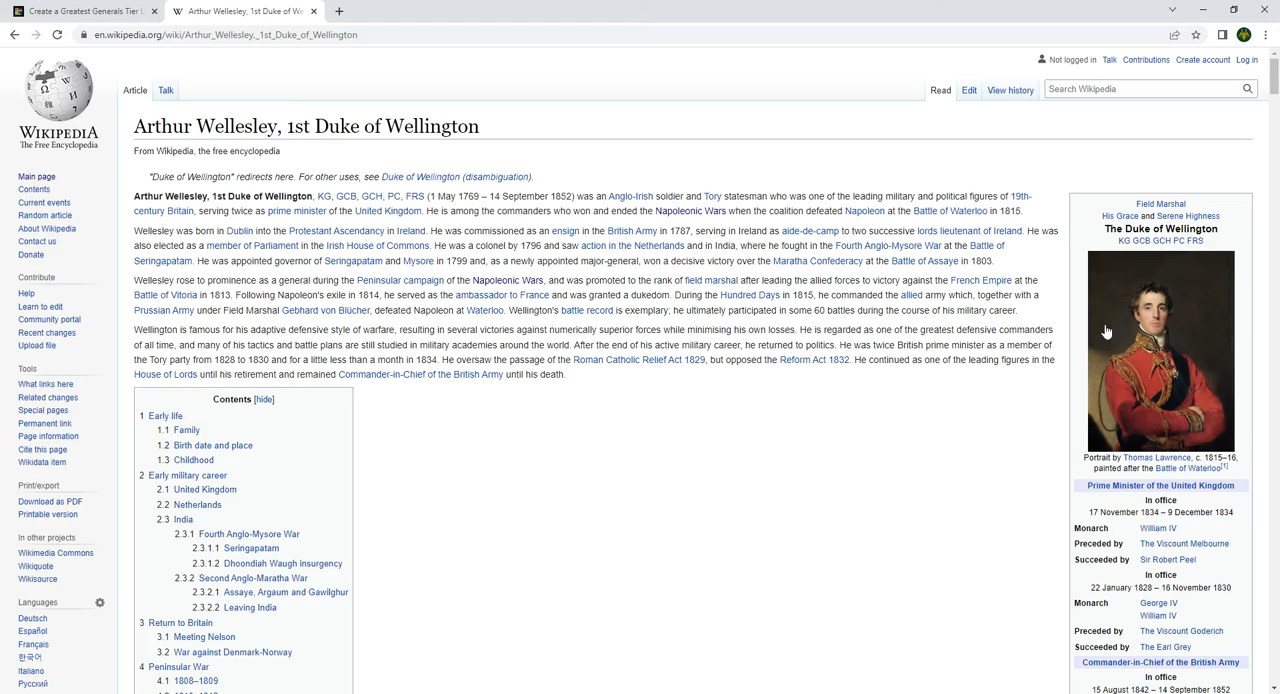 Create a Greatest Generals Tier L
Arthur Wellesley, 1st Duke of We
en.wikipedia.org/wiki/Arthur_Wellesley,_1st_Duke_of_Wellington
Not logged in Talk Contributions Create account Log in
WIKIPEDIA
The Free Encyclopedia
Article Talk
Read Edit View history
Search Wikipedia
Arthur Wellesley, 1st Duke of Wellington
From Wikipedia, the free encyclopedia
"Duke of Wellington" redirects here. For other uses, see Duke of Wellington (disambiguation).
Arthur Wellesley, 1st Duke of Wellington, KG, GCB, GCH, PC, FRS (1 May 1769 – 14 September 1852) was an Anglo-Irish soldier and Tory statesman who was one of the leading military and political figures of 19th-
century Britain, serving twice as prime minister of the United Kingdom. He is among the commanders who won and ended the Napoleonic Wars when the coalition defeated Napoleon at the Battle of Waterloo in 1815.
Wellesley was born in Dublin into the Protestant Ascendancy in Ireland. He was commissioned as an ensign in the British Army in 1787, serving in Ireland as aide-de-camp to two successive lords lieutenant of Ireland. He was
also elected as a member of Parliament in the Irish House of Commons. He was a colonel by 1796 and saw action in the Netherlands and in India, where he fought in the Fourth Anglo-Mysore War at the Battle of
Seringapatam. He was appointed governor of Seringapatam and Mysore in 1799 and, as a newly appointed major-general, won a decisive victory over the Maratha Confederacy at the Battle of Assaye in 1803.
Wellesley rose to prominence as a general during the Peninsular campaign of the Napoleonic Wars, and was promoted to the rank of field marshal after leading the allied forces to victory against the French Empire at the
Battle of Vitoria in 1813. Following Napoleon's exile in 1814, he served as the ambassador to France and was granted a dukedom. During the Hundred Days in 1815, he commanded the allied army which, together with a
Prussian Army under Field Marshal Gebhard von Blücher, defeated Napoleon at Waterloo. Wellington's battle record is exemplary; he ultimately participated in some 60 battles during the course of his military career.
Wellington is famous for his adaptive defensive style of warfare, resulting in several victories against numerically superior forces while minimising his own losses. He is regarded as one of the greatest defensive commanders
of all time, and many of his tactics and battle plans are still studied in military academies around the world. After the end of his active military career, he returned to politics. He was twice British prime minister as a member of
the Tory party from 1828 to 1830 and for a little less than a month in 1834. He oversaw the passage of the Roman Catholic Relief Act 1829, but opposed the Reform Act 1832. He continued as one of the leading figures in the
House of Lords until his retirement and remained Commander-in-Chief of the British Army until his death.
Contents [hide]
1 Early life
1.1 Family
1.2 Birth date and place
1.3 Childhood
2 Early military career
2.1 United Kingdom
2.2 Netherlands
2.3 India
2.3.1 Fourth Anglo-Mysore War
2.3.1.1 Seringapatam
2.3.1.2 Dhoondiah Waugh insurgency
2.3.2 Second Anglo-Maratha War
2.3.2.1 Assaye, Argaum and Gawilghur
2.3.2.2 Leaving India
3 Return to Britain
3.1 Meeting Nelson
3.2 War against Denmark-Norway
4 Peninsular War
4.1 1808–1809
Main page
Contents
Current events
Random article
About Wikipedia
Contact us
Donate
Contribute
Help
Learn to edit
Community portal
Recent changes
Upload file
Tools
What links here
Related changes
Special pages
Permanent link
Page information
Cite this page
Wikidata item
Print/export
Download as PDF
Printable version
In other projects
Wikimedia Commons
Wikiquote
Wikisource
Languages
Deutsch
Español
Français
한국어
Italiano
Русский
Field Marshal
His Grace and Serene Highness
The Duke of Wellington
KG GCB GCH PC FRS
Portrait by Thomas Lawrence, c. 1815–16,
painted after the Battle of Waterloo[1]
Prime Minister of the United Kingdom
In office
17 November 1834 – 9 December 1834
Monarch William IV
Preceded by The Viscount Melbourne
Succeeded by Sir Robert Peel
In office
22 January 1828 – 16 November 1830
Monarch George IV
William IV
Preceded by The Viscount Goderich
Succeeded by The Earl Grey
Commander-in-Chief of the British Army
In office
15 August 1842 – 14 September 1852